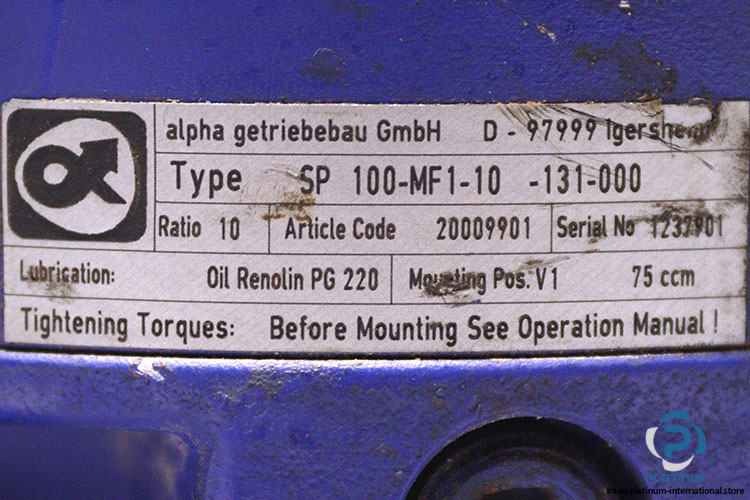 alpha getriebebau GmbH D - 97999 Igersheim
Type SP 100-MF1-10 -131-000
Ratio 10 Article Code 20009901 Serial No 1237901
Lubrication: Oil Renolin PG 220 Mounting Pos. V1 75 ccm
Tightening Torques: Before Mounting See Operation Manual !
PLATINUM
Info@platinum-international.store